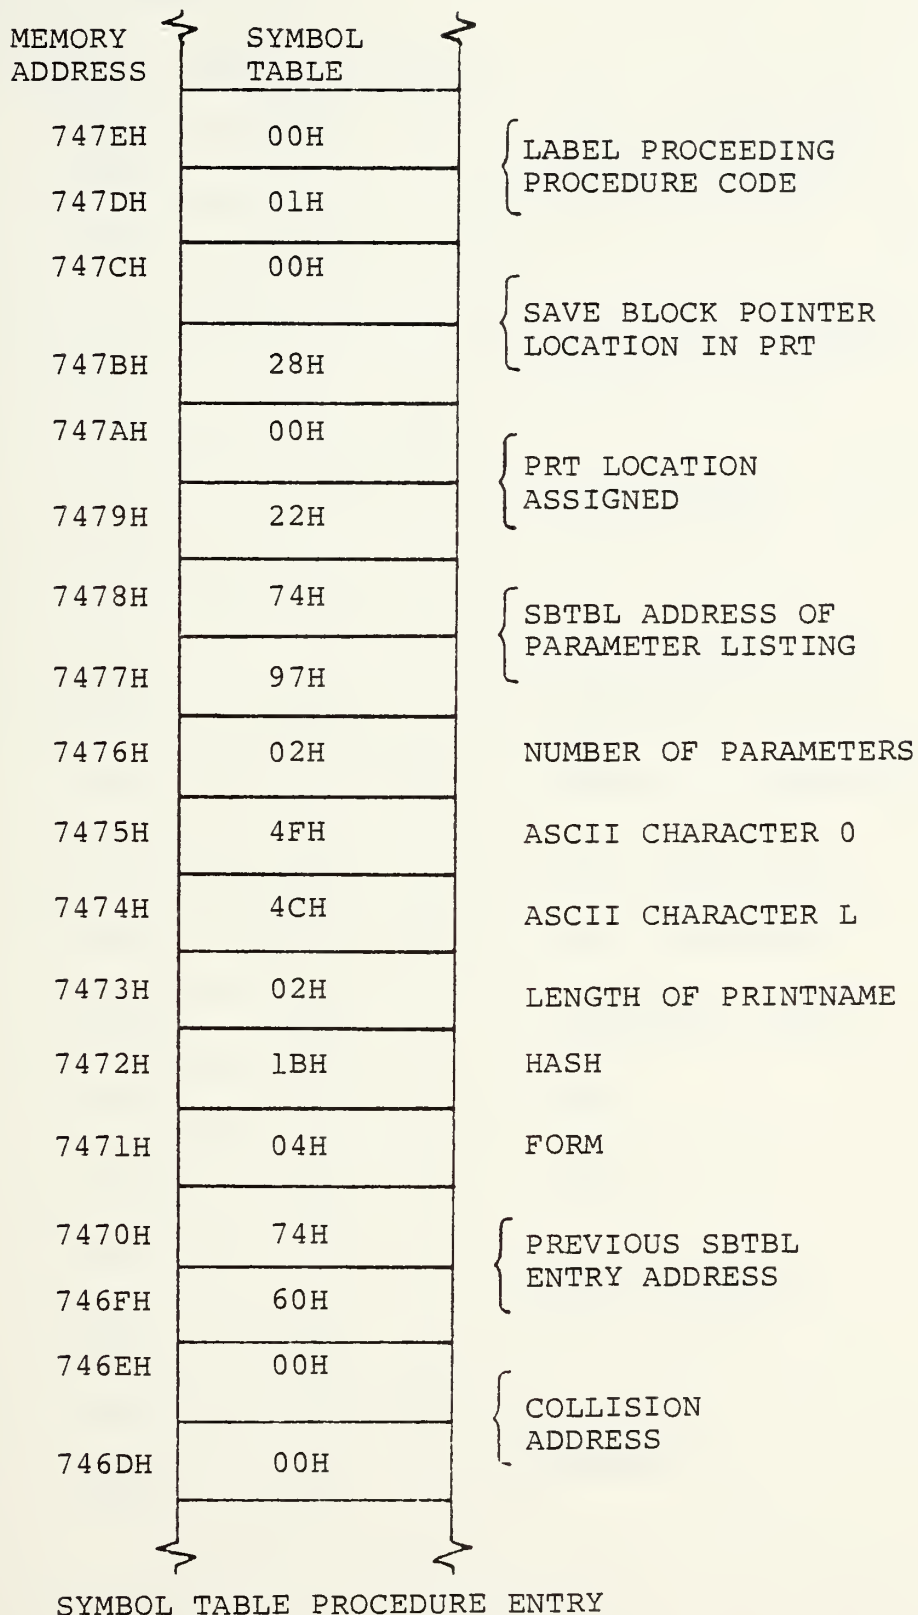 MEMORY ADDRESS SYMBOL TABLE
747EH 00H
LABEL PROCEEDING
PROCEDURE CODE
747DH 01H
747CH 00H
SAVE BLOCK POINTER
LOCATION IN PRT
747BH 28H
747AH 00H
PRT LOCATION
ASSIGNED
7479H 22H
7478H 74H
SBTBL ADDRESS OF
PARAMETER LISTING
7477H 97H
7476H 02H NUMBER OF PARAMETERS
7475H 4FH ASCII CHARACTER O
7474H 4CH ASCII CHARACTER L
7473H 02H LENGTH OF PRINTNAME
7472H 1BH HASH
7471H 04H FORM
7470H 74H
PREVIOUS SBTBL
ENTRY ADDRESS
746FH 60H
746EH 00H
COLLISION
ADDRESS
746DH 00H
SYMBOL TABLE PROCEDURE ENTRY